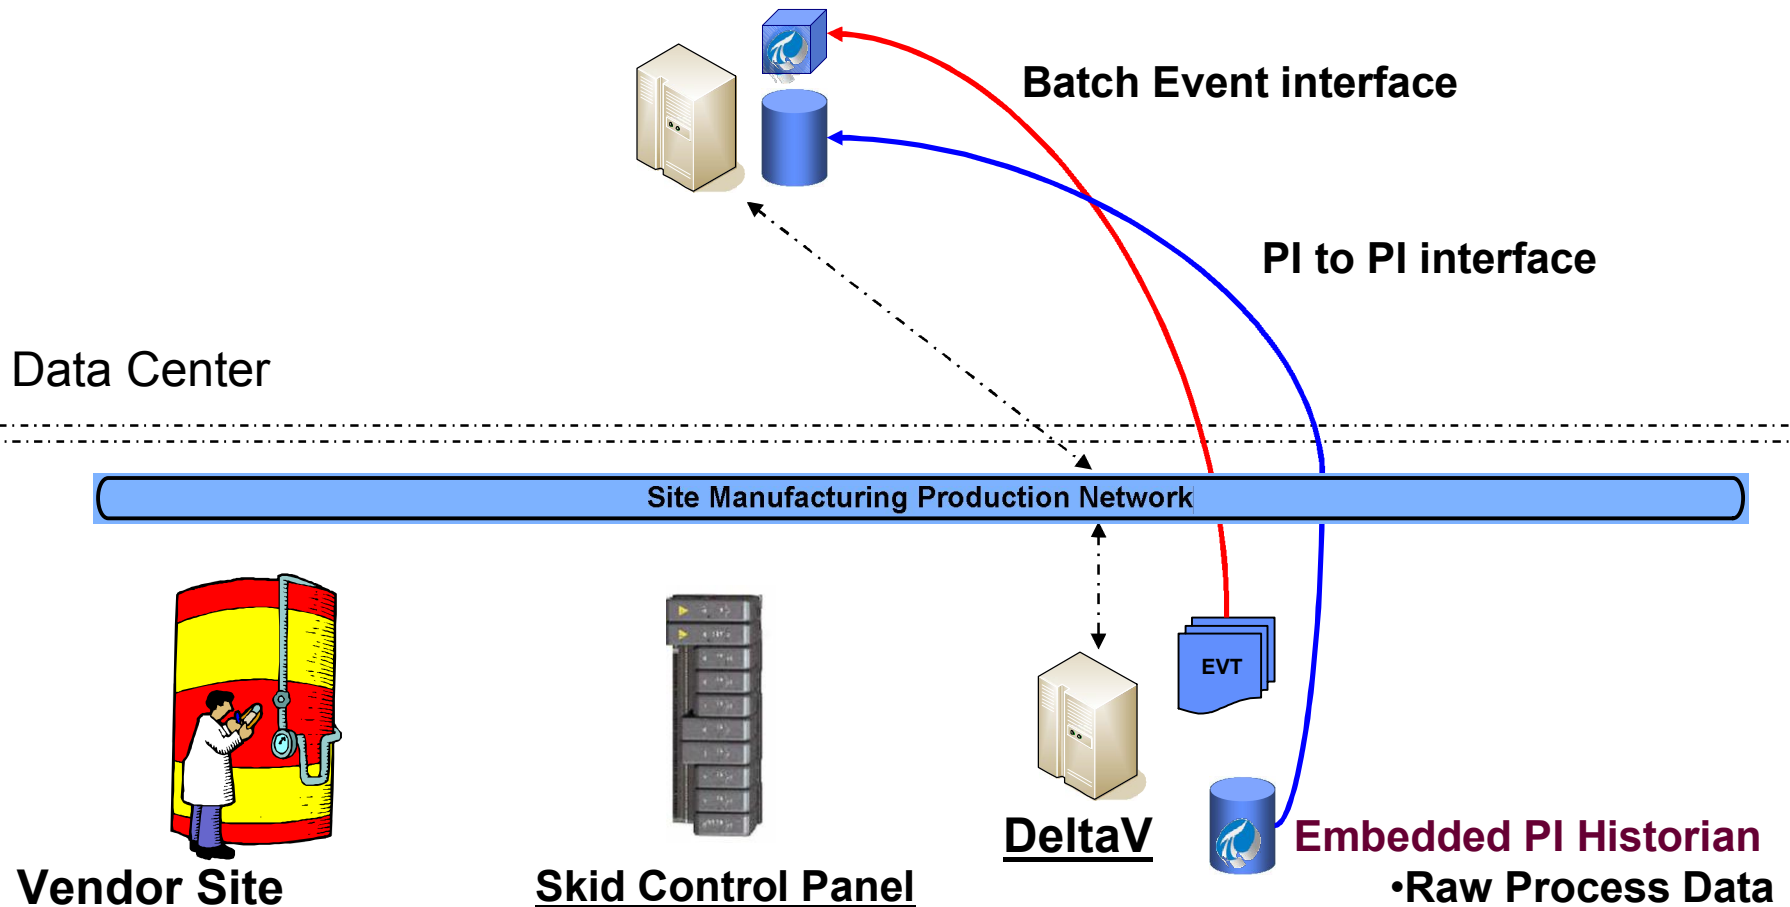 Batch Event interface
PI to PI interface
Data Center
Site Manufacturing Production Network
EVT
DeltaV
Embedded PI Historian
Vendor Site
Skid Control Panel
•Raw Process Data